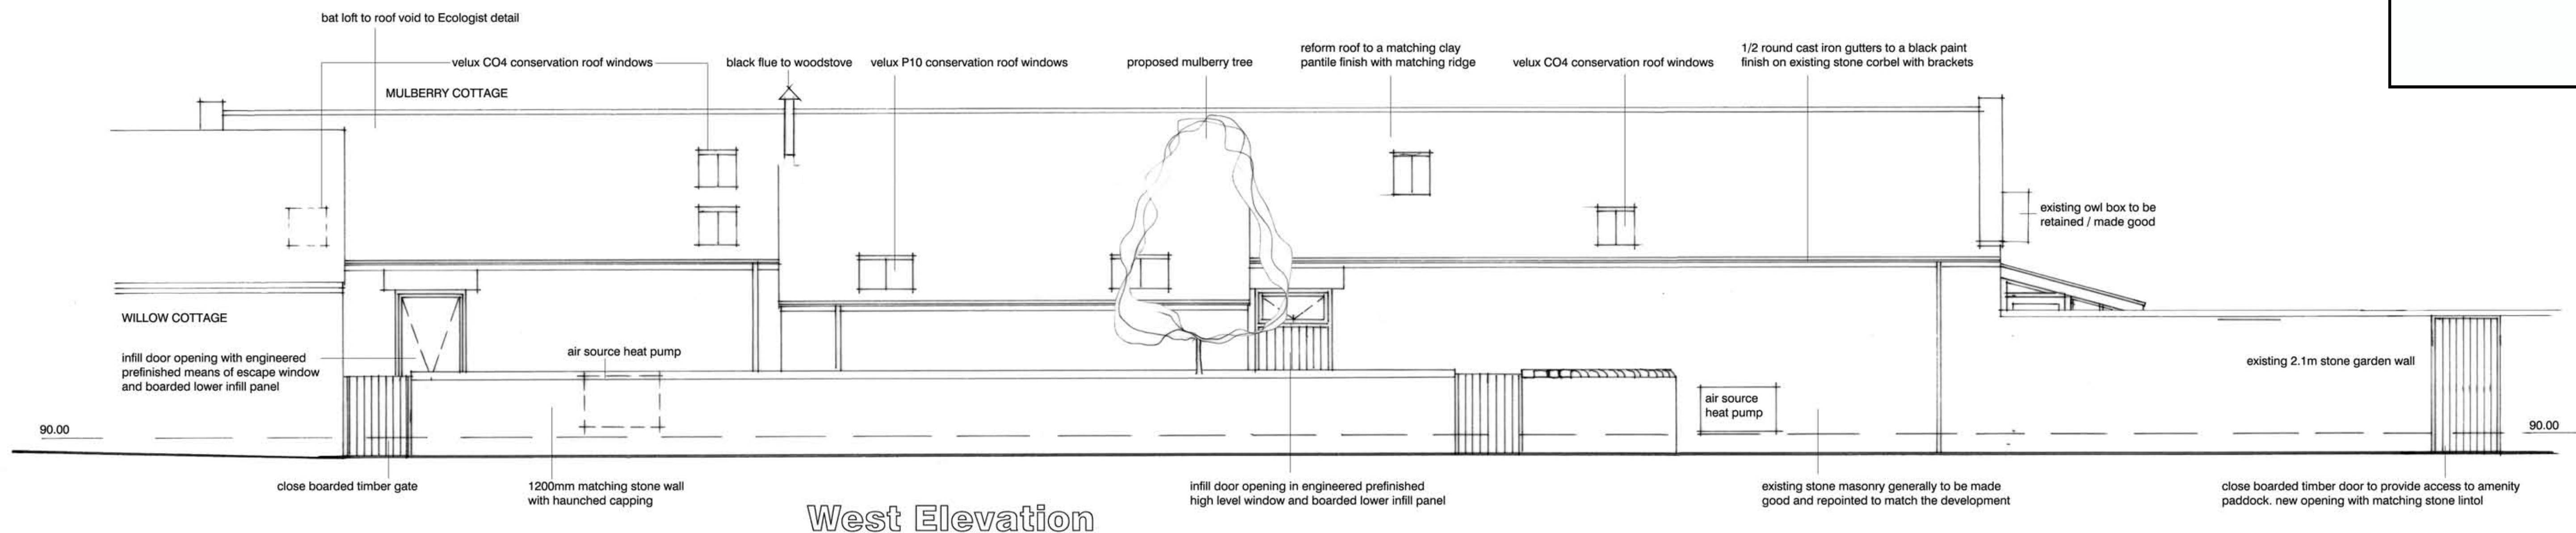 bat loft to roof void to Ecologist detail
velux CO4 conservation roof windows
black flue to woodstove
velux P10 conservation roof windows
proposed mulberry tree
reform roof to a matching clay
pantile finish with matching ridge
velux CO4 conservation roof windows
1/2 round cast iron gutters to a black paint
finish on existing stone corbel with brackets
MULBERRY COTTAGE
existing owl box to be
retained / made good
WILLOW COTTAGE
infill door opening with engineered
prefinished means of escape window
and boarded lower infill panel
air source heat pump
existing 2.1m stone garden wall
air source
heat pump
90.00
90.00
close boarded timber gate
1200mm matching stone wall
with haunched capping
infill door opening in engineered prefinished
high level window and boarded lower infill panel
existing stone masonry generally to be made
good and repointed to match the development
close boarded timber door to provide access to amenity
paddock. new opening with matching stone lintol
West Elevation